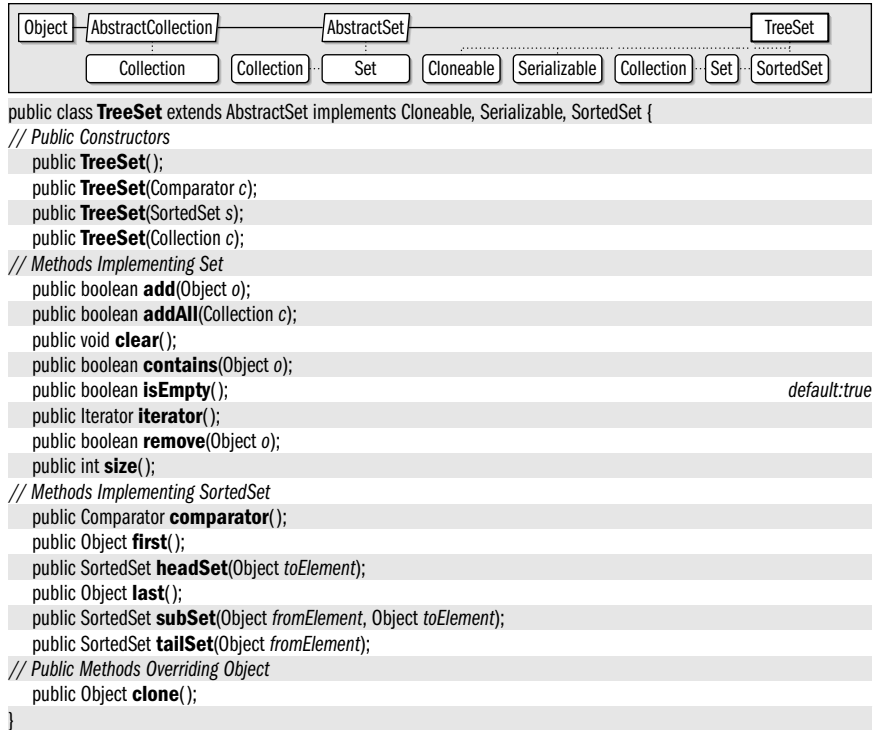 Object AbstractCollection AbstractSet TreeSet
Collection Collection Set Cloneable Serializable Collection Set SortedSet
public class TreeSet extends AbstractSet implements Cloneable, Serializable, SortedSet {
// Public Constructors
public TreeSet();
public TreeSet(Comparator c);
public TreeSet(SortedSet s);
public TreeSet(Collection c);
// Methods Implementing Set
public boolean add(Object o);
public boolean addAll(Collection c);
public void clear();
public boolean contains(Object o);
public boolean isEmpty(); default:true
public Iterator iterator();
public boolean remove(Object o);
public int size();
// Methods Implementing SortedSet
public Comparator comparator();
public Object first();
public SortedSet headSet(Object toElement);
public Object last();
public SortedSet subSet(Object fromElement, Object toElement);
public SortedSet tailSet(Object fromElement);
// Public Methods Overriding Object
public Object clone();
}